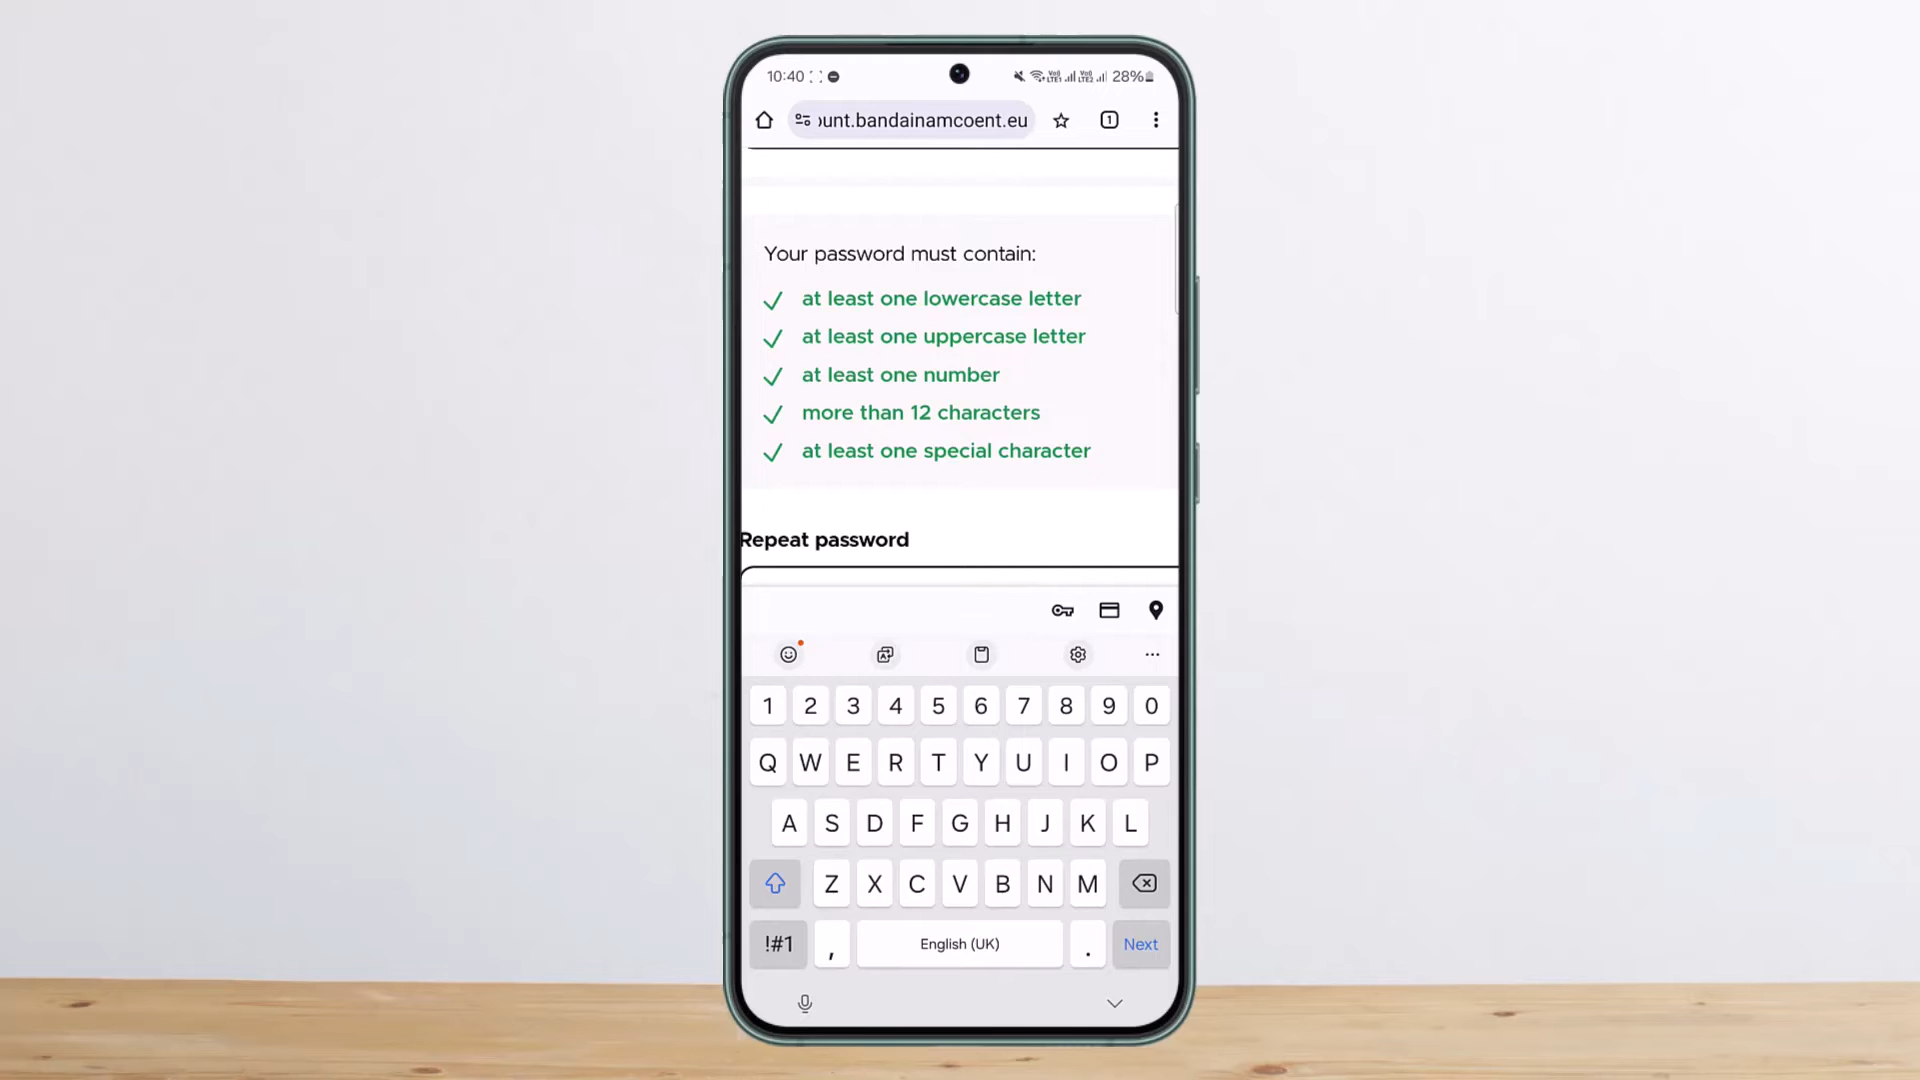 10:40 28%
ount.bandainamcoent.eu 1
Your password must contain:
at least one lowercase letter
at least one uppercase letter
at least one number
more than 12 characters
at least one special character
Repeat password
1 2 3 4 5 6 7 8 9 0
Q W E R T Y U I O P
A S D F G H J K L
Z X C V B N M
!#1 , English (UK) . Next